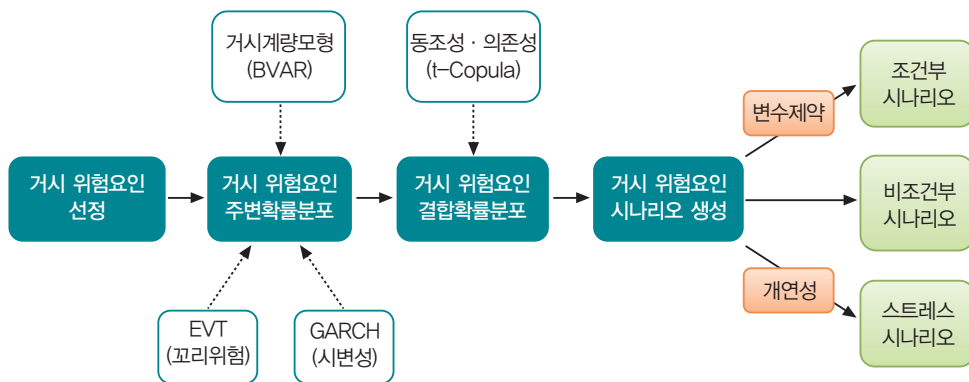 거시계량모형
(BVAR)
동조성 · 의존성
(t-Copula)
조건부
시나리오
변수제약
거시 위험요인
선정
거시 위험요인
주변확률분포
거시 위험요인
결합확률분포
거시 위험요인
시나리오 생성
비조건부
시나리오
개연성
EVT
(꼬리위험)
GARCH
(시변성)
스트레스
시나리오